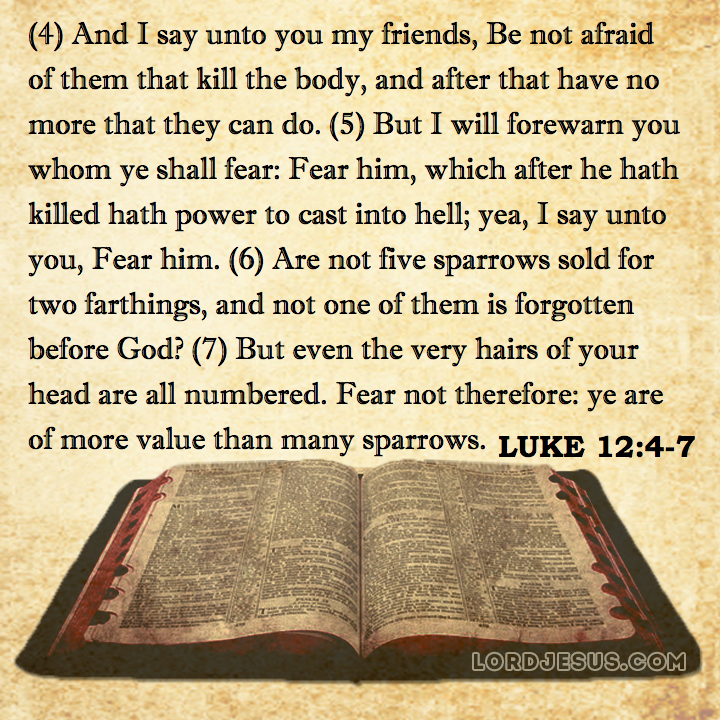 (4) And I say unto you my friends, Be not afraid
of them that kill the body, and after that have no
more that they can do. (5) But I will forewarn you
whom ye shall fear: Fear him, which after he hath
killed hath power to cast into hell; yea, I say unto
you, Fear him. (6) Are not five sparrows sold for
two farthings, and not one of them is forgotten
before God? (7) But even the very hairs of your
head are all numbered. Fear not therefore: ye are
of more value than many sparrows. LUKE 12:4-7
LORDJESUS.COM